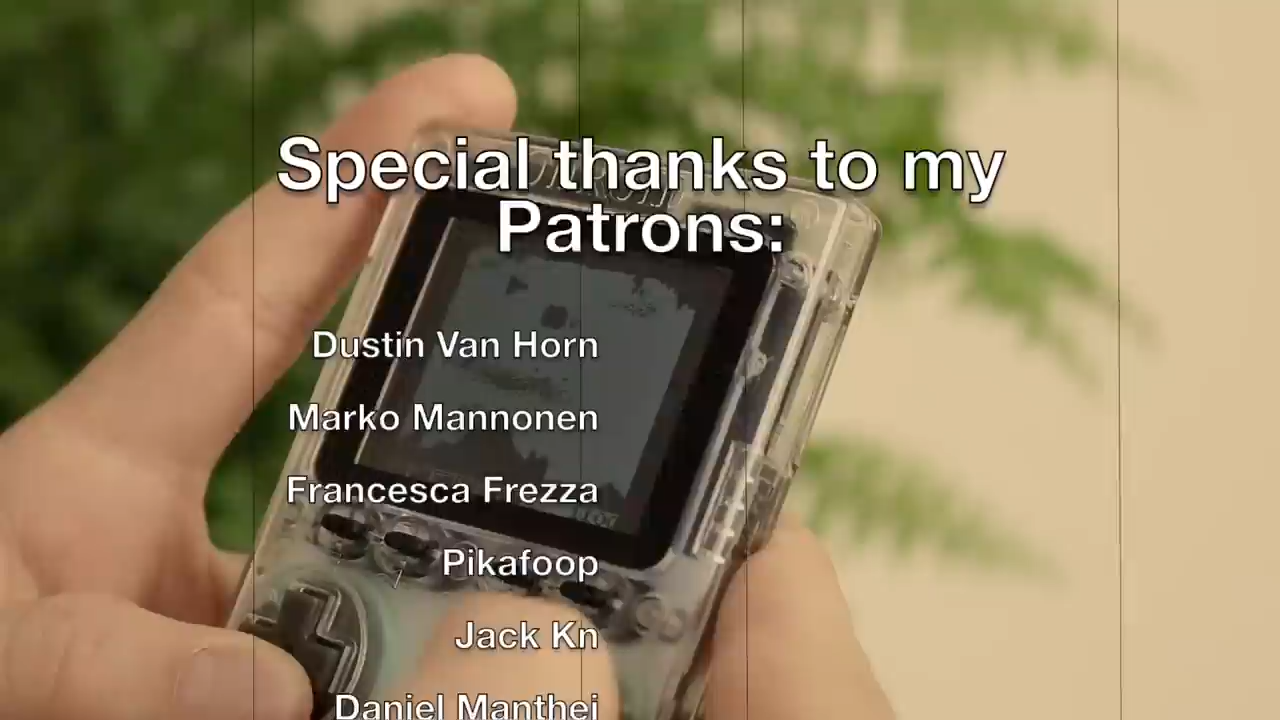 Special thanks to my
Patrons:
Dustin Van Horn
Marko Mannonen
Francesca Frezza
Pikafoop
Jack Kn
Daniel Manthei